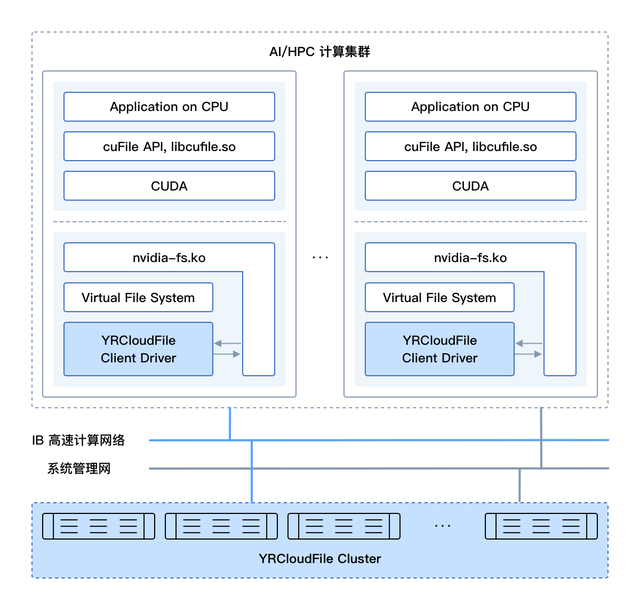 AI/HPC 计算集群
Application on CPU
cuFile API, libcufile.so
CUDA
nvidia-fs.ko
Virtual File System
YRCloudFile
Client Driver
...
Application on CPU
cuFile API, libcufile.so
CUDA
nvidia-fs.ko
Virtual File System
YRCloudFile
Client Driver
IB 高速计算网络
系统管理网
...
YRCloudFile Cluster